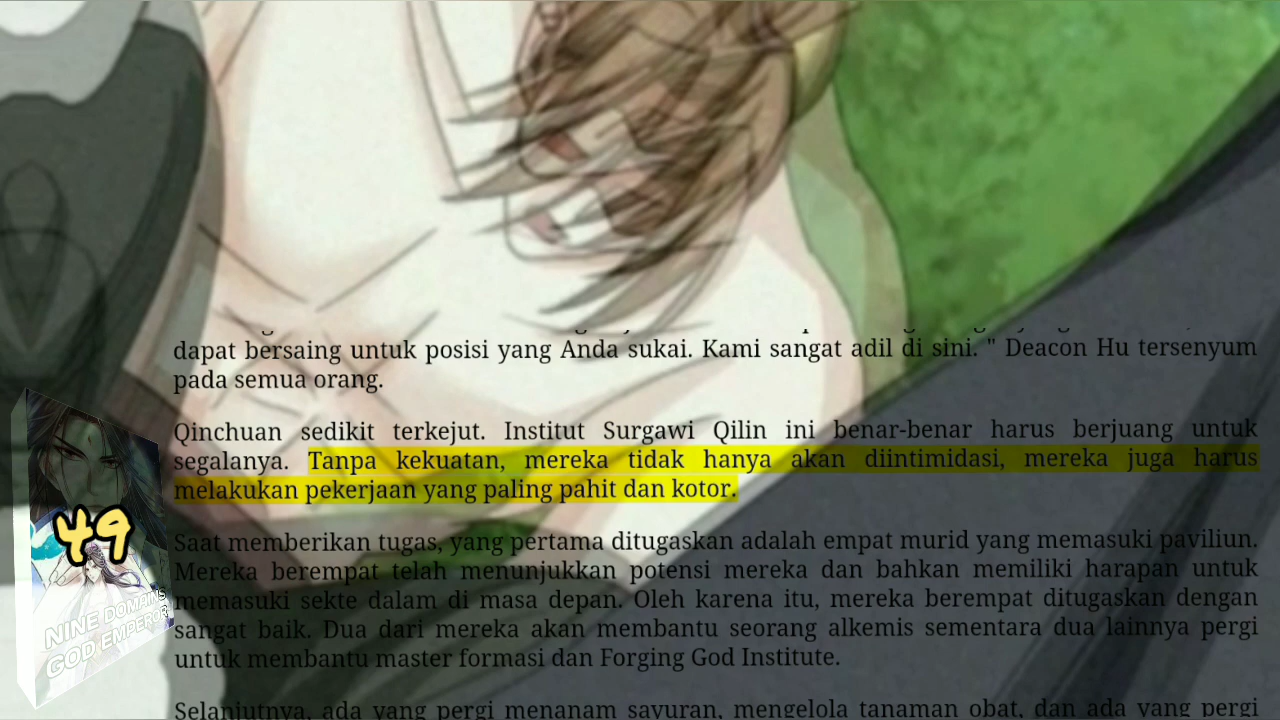 dapat bersaing untuk posisi yang Anda sukai. Kami sangat adil di sini. " Deacon Hu tersenyum
pada semua orang.
Qinchuan sedikit terkejut. Institut Surgawi Qilin ini benar-benar harus berjuang untuk
segalanya. Tanpa kekuatan, mereka tidak hanya akan diintimidasi, mereka juga harus
melakukan pekerjaan yang paling pahit dan kotor.
Saat memberikan tugas, yang pertama ditugaskan adalah empat murid yang memasuki paviliun.
Mereka berempat telah menunjukkan potensi mereka dan bahkan memiliki harapan untuk
memasuki sekte dalam di masa depan. Oleh karena itu, mereka berempat ditugaskan dengan
sangat baik. Dua dari mereka akan membantu seorang alkemis sementara dua lainnya pergi
untuk membantu master formasi dan Forging God Institute.
Selanjutnya, ada yang pergi menanam sayuran, mengelola tanaman obat, dan ada yang pergi
49
NINE DOMAINS
GOD EMPEROR